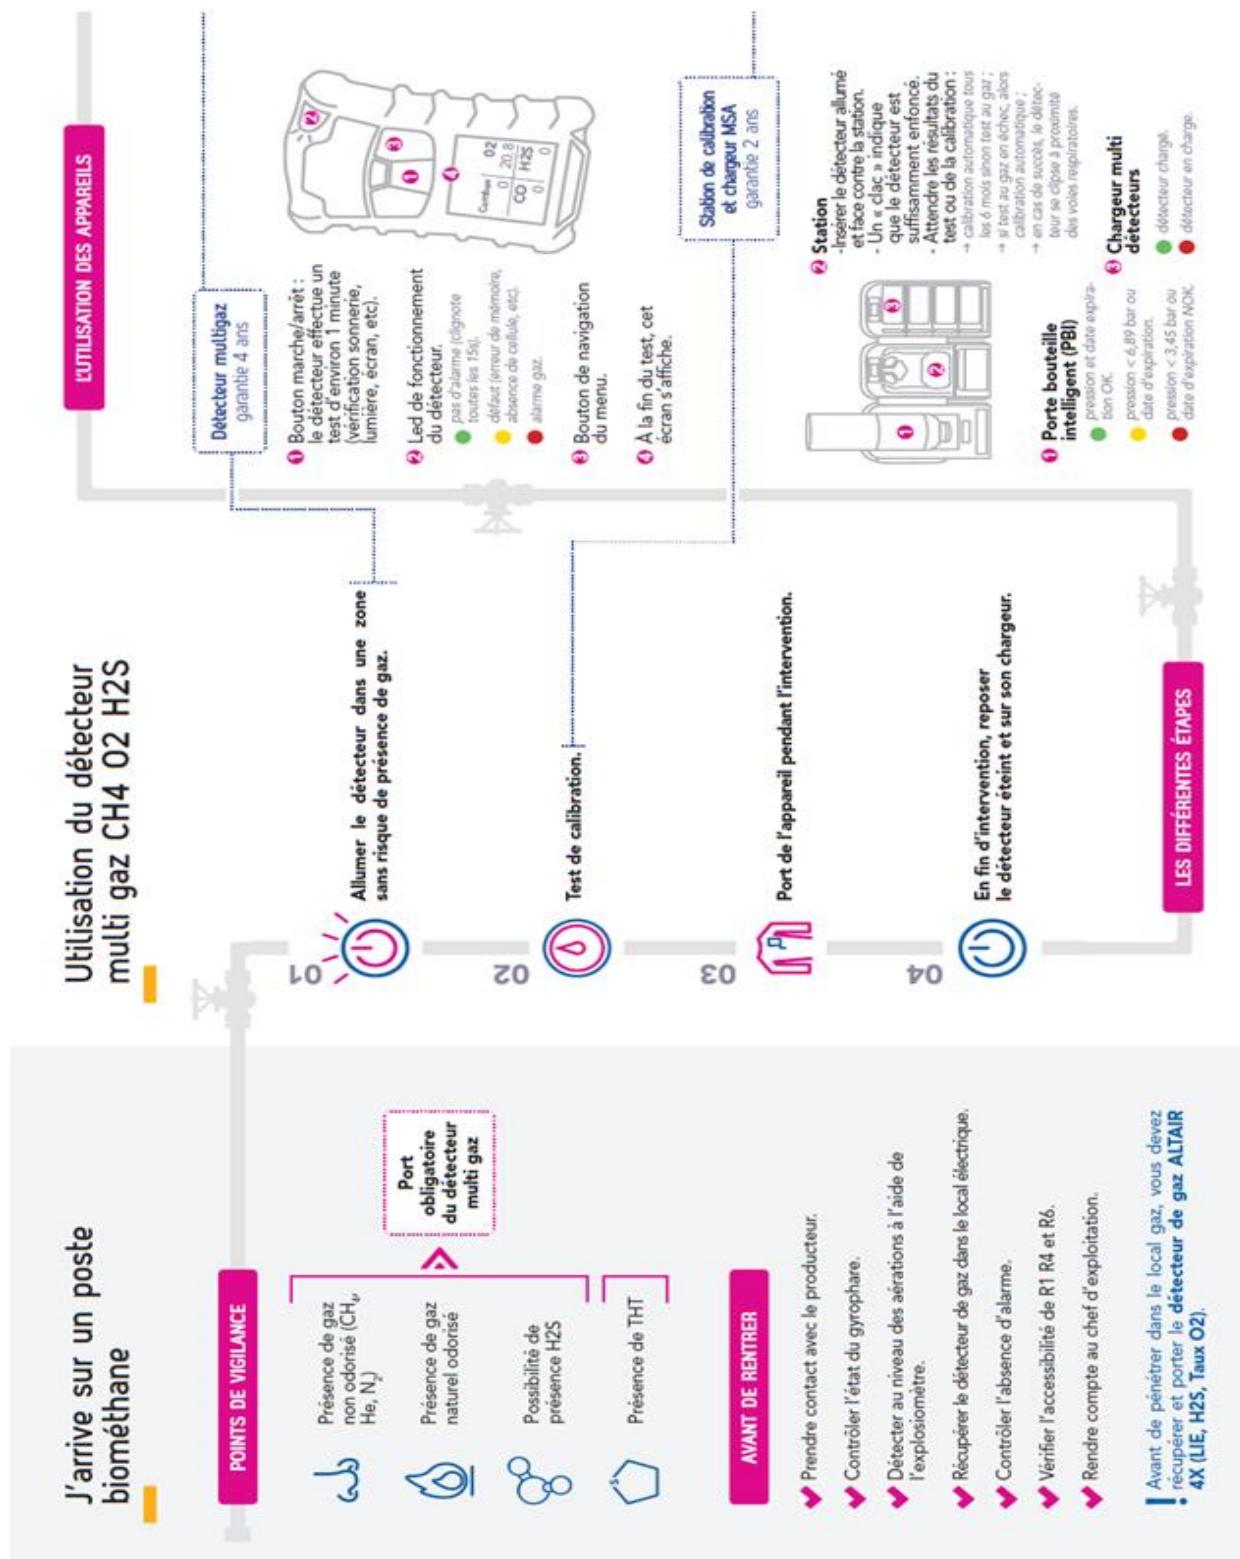 J'arrive sur un poste
biométhane
POINTS DE VIGILANCE
Présence de gaz
non odorisé (CH₄,
He, N₂)
Présence de gaz
naturel odorisé
Possibilité de
présence H2S
Port
obligatoire
du détecteur
multi gaz
S
Présence de THT
AVANT DE RENTRER
Prendre contact avec le producteur.
Contrôler l'état du gyrophare.
Détecter au niveau des aérations à l'aide de
l'explosiomètre.
Récupérer le détecteur de gaz dans le local électrique.
Contrôler l'absence d'alarme.
Vérifier l'accessibilité de R1 R4 et R6.
Rendre compte au chef d'exploitation.
! Avant de pénétrer dans le local gaz, vous devez
récupérer et porter le détecteur de gaz ALTAIR
4X (LIE, H2S, Taux O2).
Utilisation du détecteur
multi gaz CH4 O2 H2S
01
Allumer le détecteur dans une zone
sans risque de présence de gaz.
02
Test de calibration.
03
Port de l'appareil pendant l'intervention.
04
En fin d'intervention, reposer
le détecteur éteint et sur son chargeur.
LES DIFFÉRENTES ÉTAPES
L'UTILISATION DES APPAREILS
Détecteur multigaz
garantie 4 ans
1 Bouton marche/arrêt :
le détecteur effectue un
test d'environ 1 minute
(vérification sonnerie,
lumière, écran, etc).
2 Led de fonctionnement
du détecteur.
pas d'alarme (clignote
toutes les 15s).
défaut (erreur de mémoire,
absence de cellule, etc).
alarme gaz.
3 Bouton de navigation
du menu.
4 A la fin du test, cet
écran s'affiche.
2
3
1
4
O2
0 20.8
CO H2S
0 0
Station de calibration
et chargeur MSA
garantie 2 ans
1
2
3
1 Porte bouteille
intelligent (PBI)
pression et date expira-
tion OK.
pression < 6,89 bar ou
date d'expiration.
pression < 3,45 bar ou
date d'expiration NOK.
2 Station
-Insérer le détecteur allumé
et face contre la station.
- Un « clac » indique
que le détecteur est
suffisamment enfoncé.
- Attendre les résultats du
test ou de la calibration :
→ calibration automatique tous
les 6 mois sinon test au gaz ;
→ si test au gaz en échec, alors
calibration automatique ;
→ en cas de succès, le détec-
teur se clipse à proximité
des voies respiratoires.
3 Chargeur multi
détecteurs
détecteur chargé.
détecteur en charge.